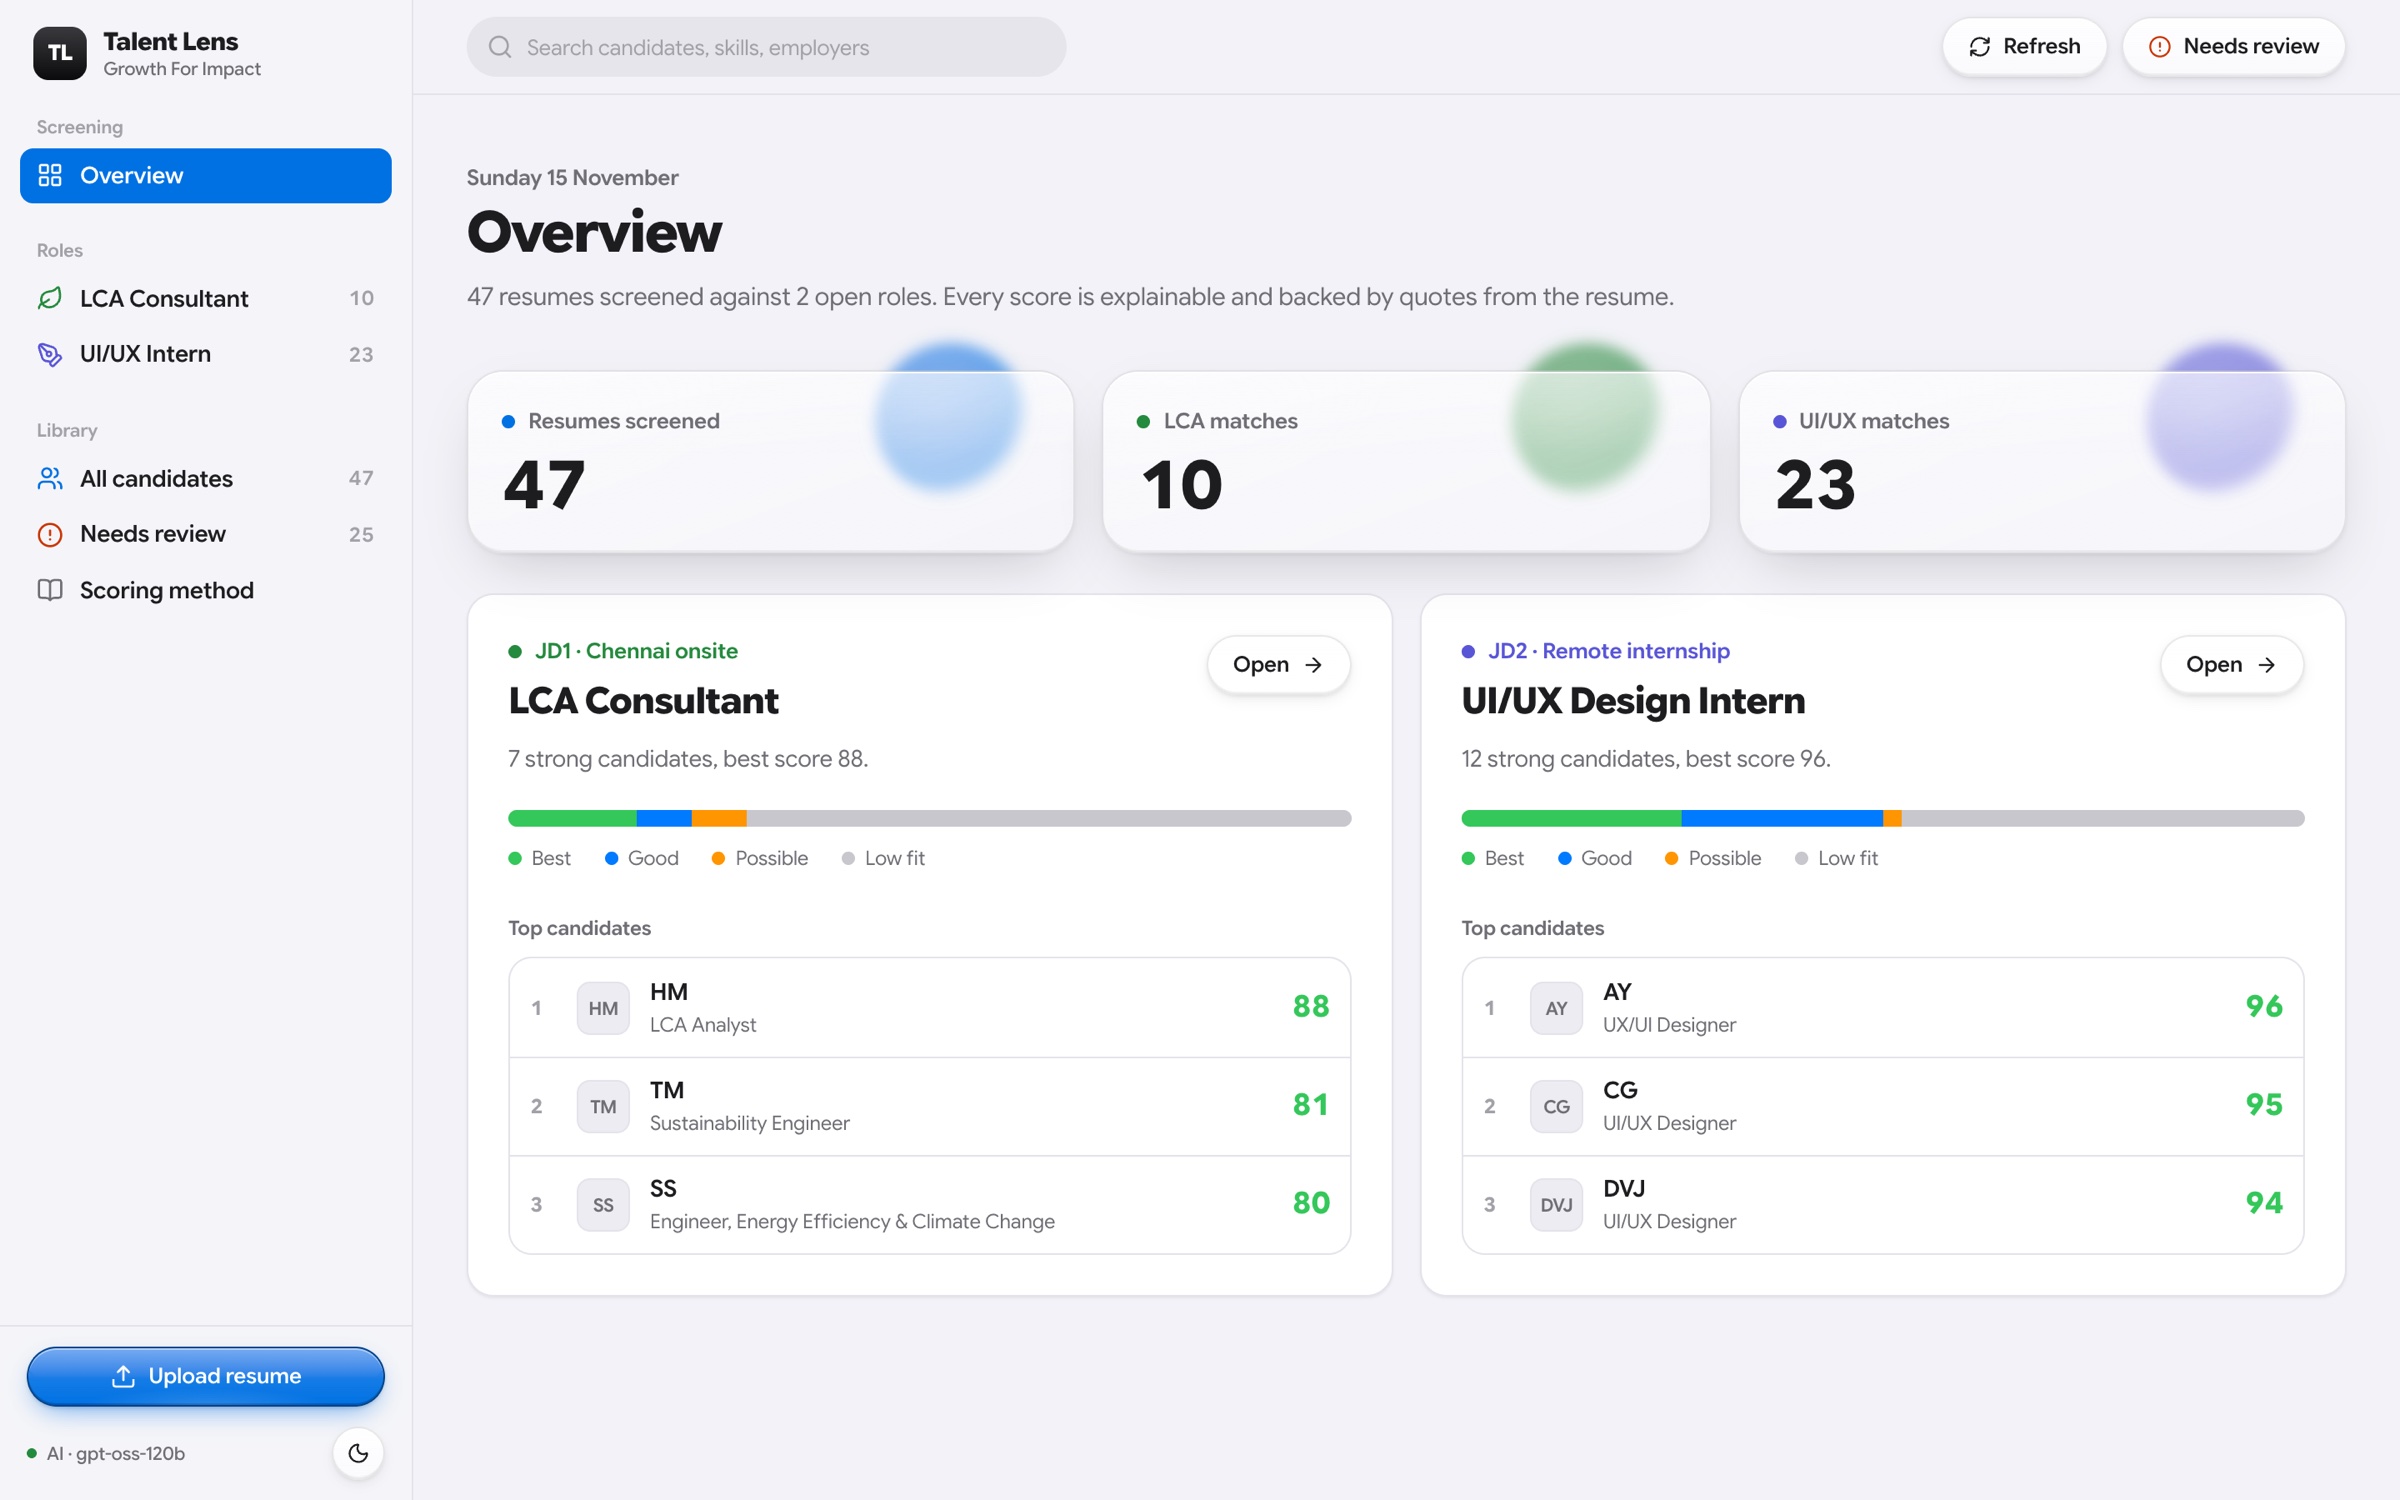 TL
Talent Lens
Growth For Impact
Screening
Overview
Roles
LCA Consultant 10
UI/UX Intern 23
Library
All candidates 47
Needs review 25
Scoring method
Upload resume
AI · gpt-oss-120b
Search candidates, skills, employers
Refresh
Needs review
Sunday 15 November
Overview
47 resumes screened against 2 open roles. Every score is explainable and backed by quotes from the resume.
Resumes screened
47
LCA matches
10
UI/UX matches
23
JD1 · Chennai onsite
Open
LCA Consultant
7 strong candidates, best score 88.
Best Good Possible Low fit
Top candidates
1 HM HM 88
LCA Analyst
2 TM TM 81
Sustainability Engineer
3 SS SS 80
Engineer, Energy Efficiency & Climate Change
JD2 · Remote internship
Open
UI/UX Design Intern
12 strong candidates, best score 96.
Best Good Possible Low fit
Top candidates
1 AY AY 96
UX/UI Designer
2 CG CG 95
UI/UX Designer
3 DVJ DVJ 94
UI/UX Designer